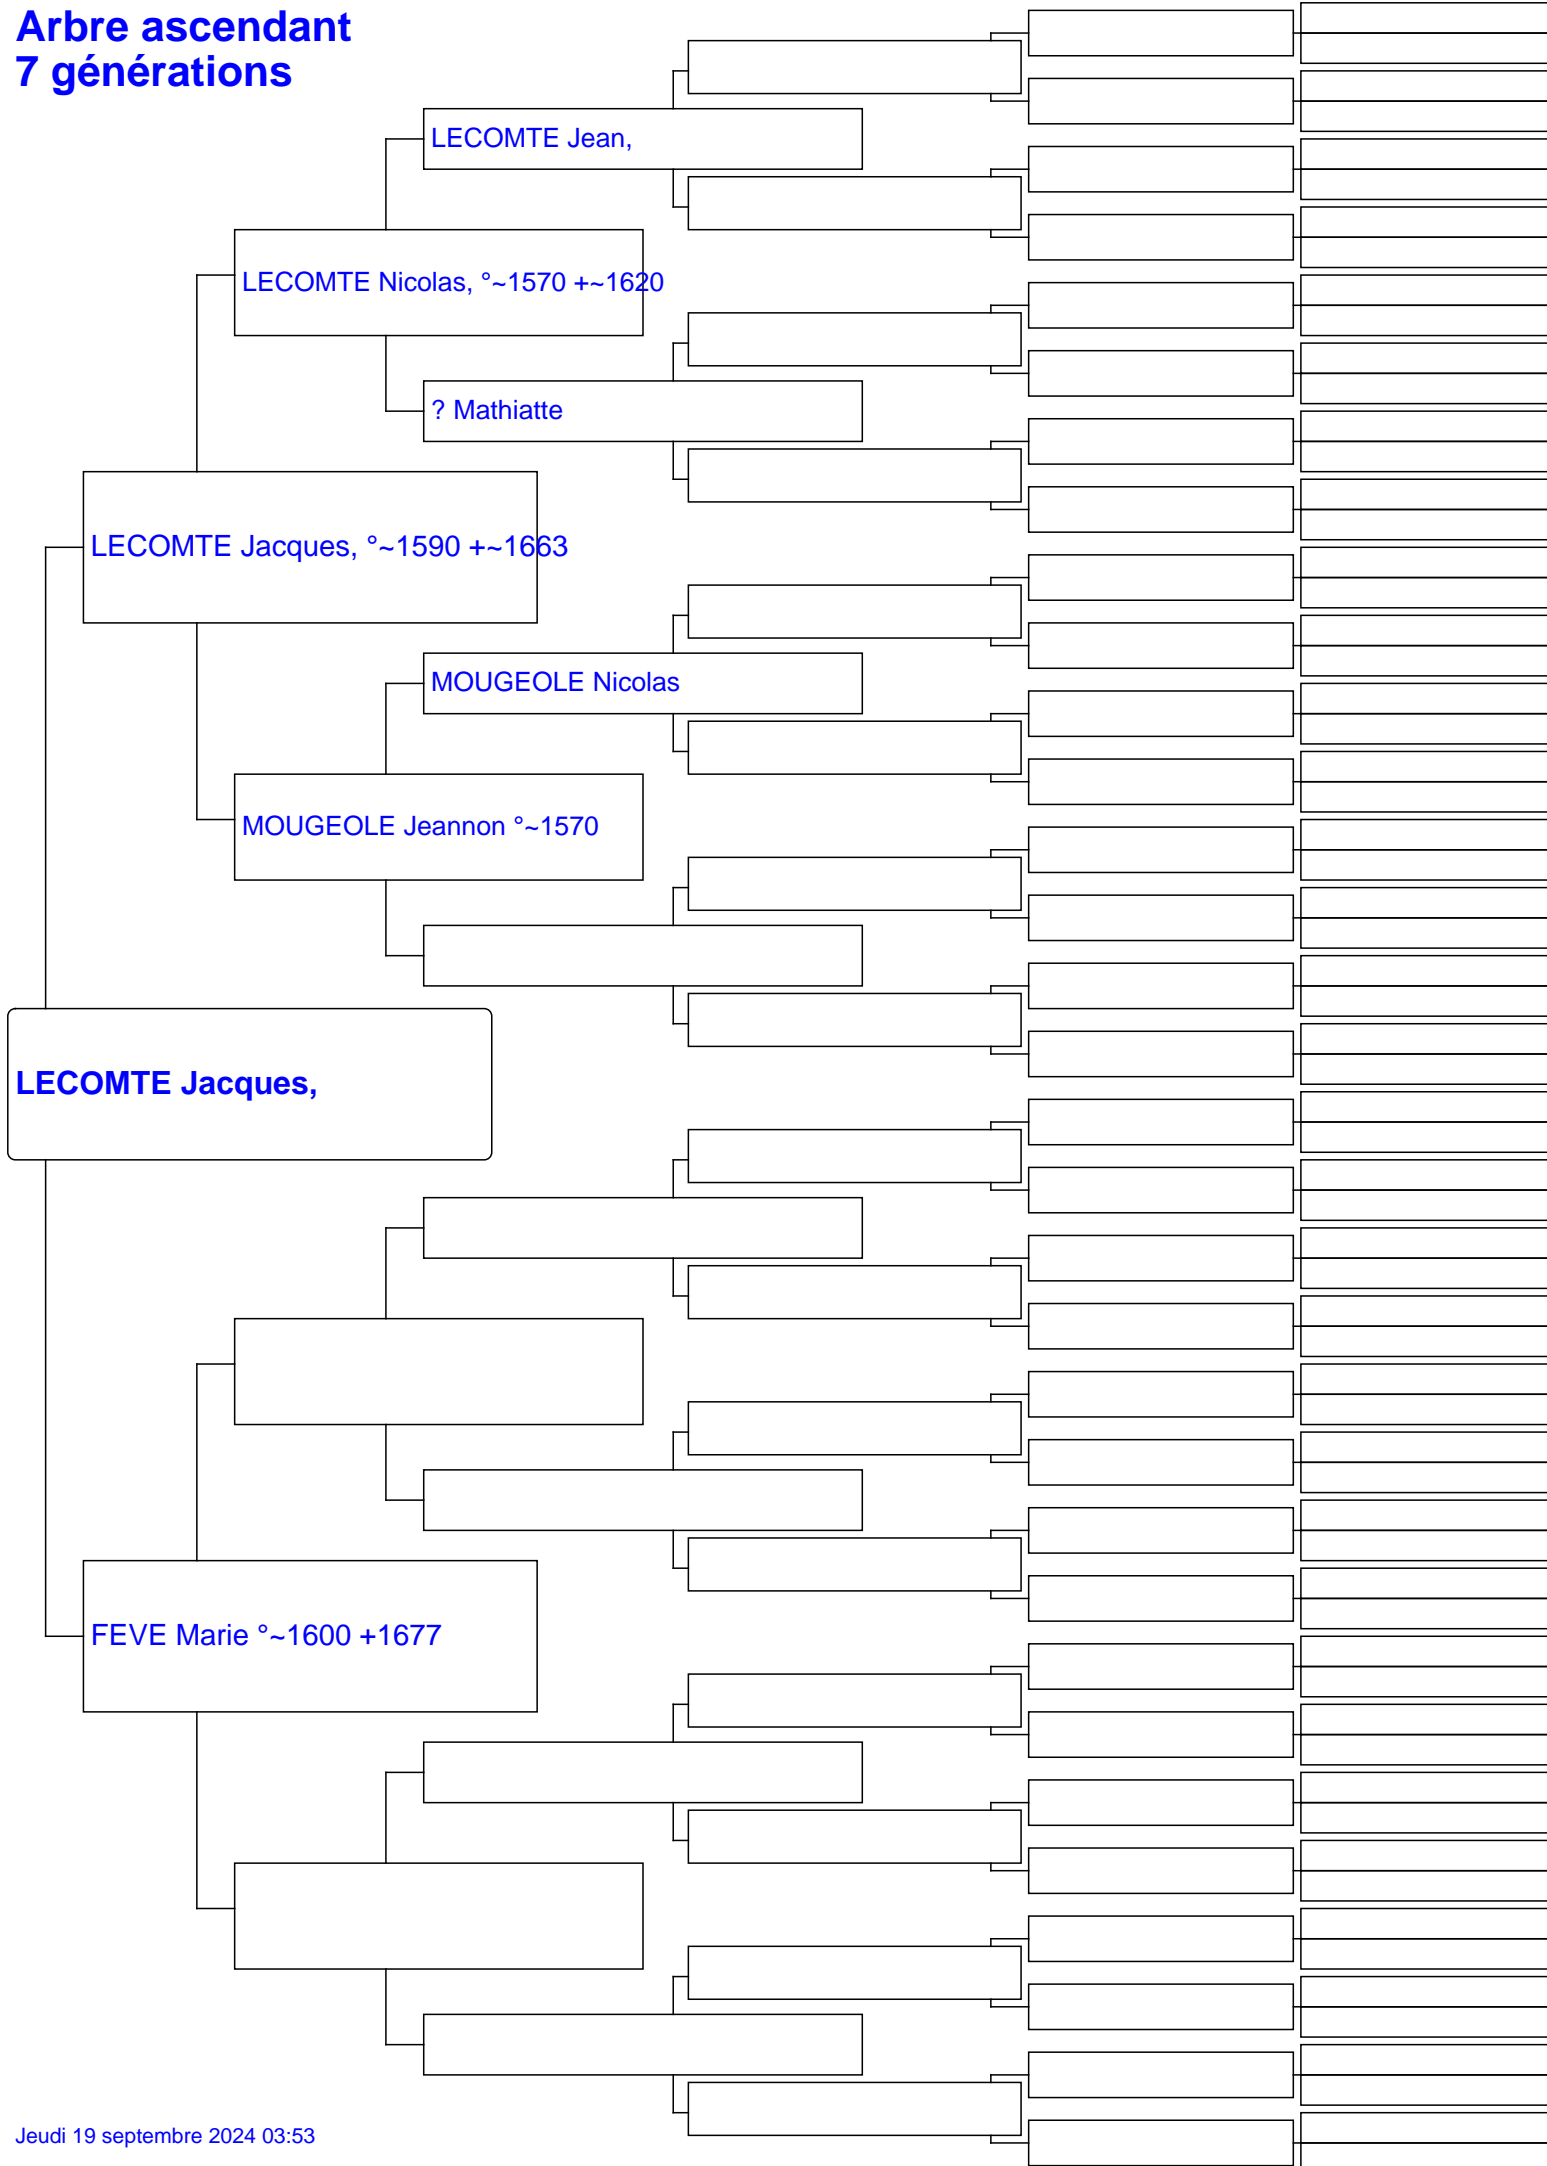 Arbre ascendant
7 générations
LECOMTE Jean,
LECOMTE Nicolas, °~1570 +~1620
? Mathiatte
LECOMTE Jacques, °~1590 +~1663
MOUGEOLE Nicolas
MOUGEOLE Jeannon °~1570
LECOMTE Jacques,
FEVE Marie °~1600 +1677
Jeudi 19 septembre 2024 03:53